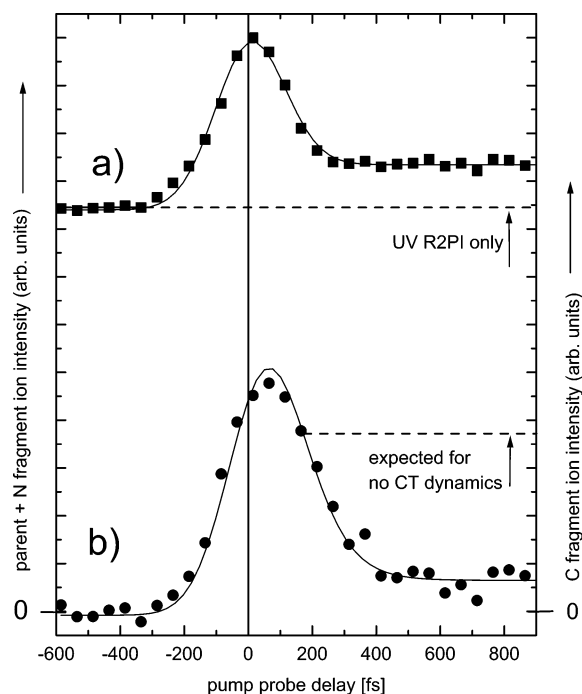 parent + N fragment ion intensity (arb. units)
a)
UV R2PI only
expected for
no CT dynamics
b)
C fragment ion intensity (arb. units)
0
0
-600 -400 -200 0 200 400 600 800
pump probe delay [fs]